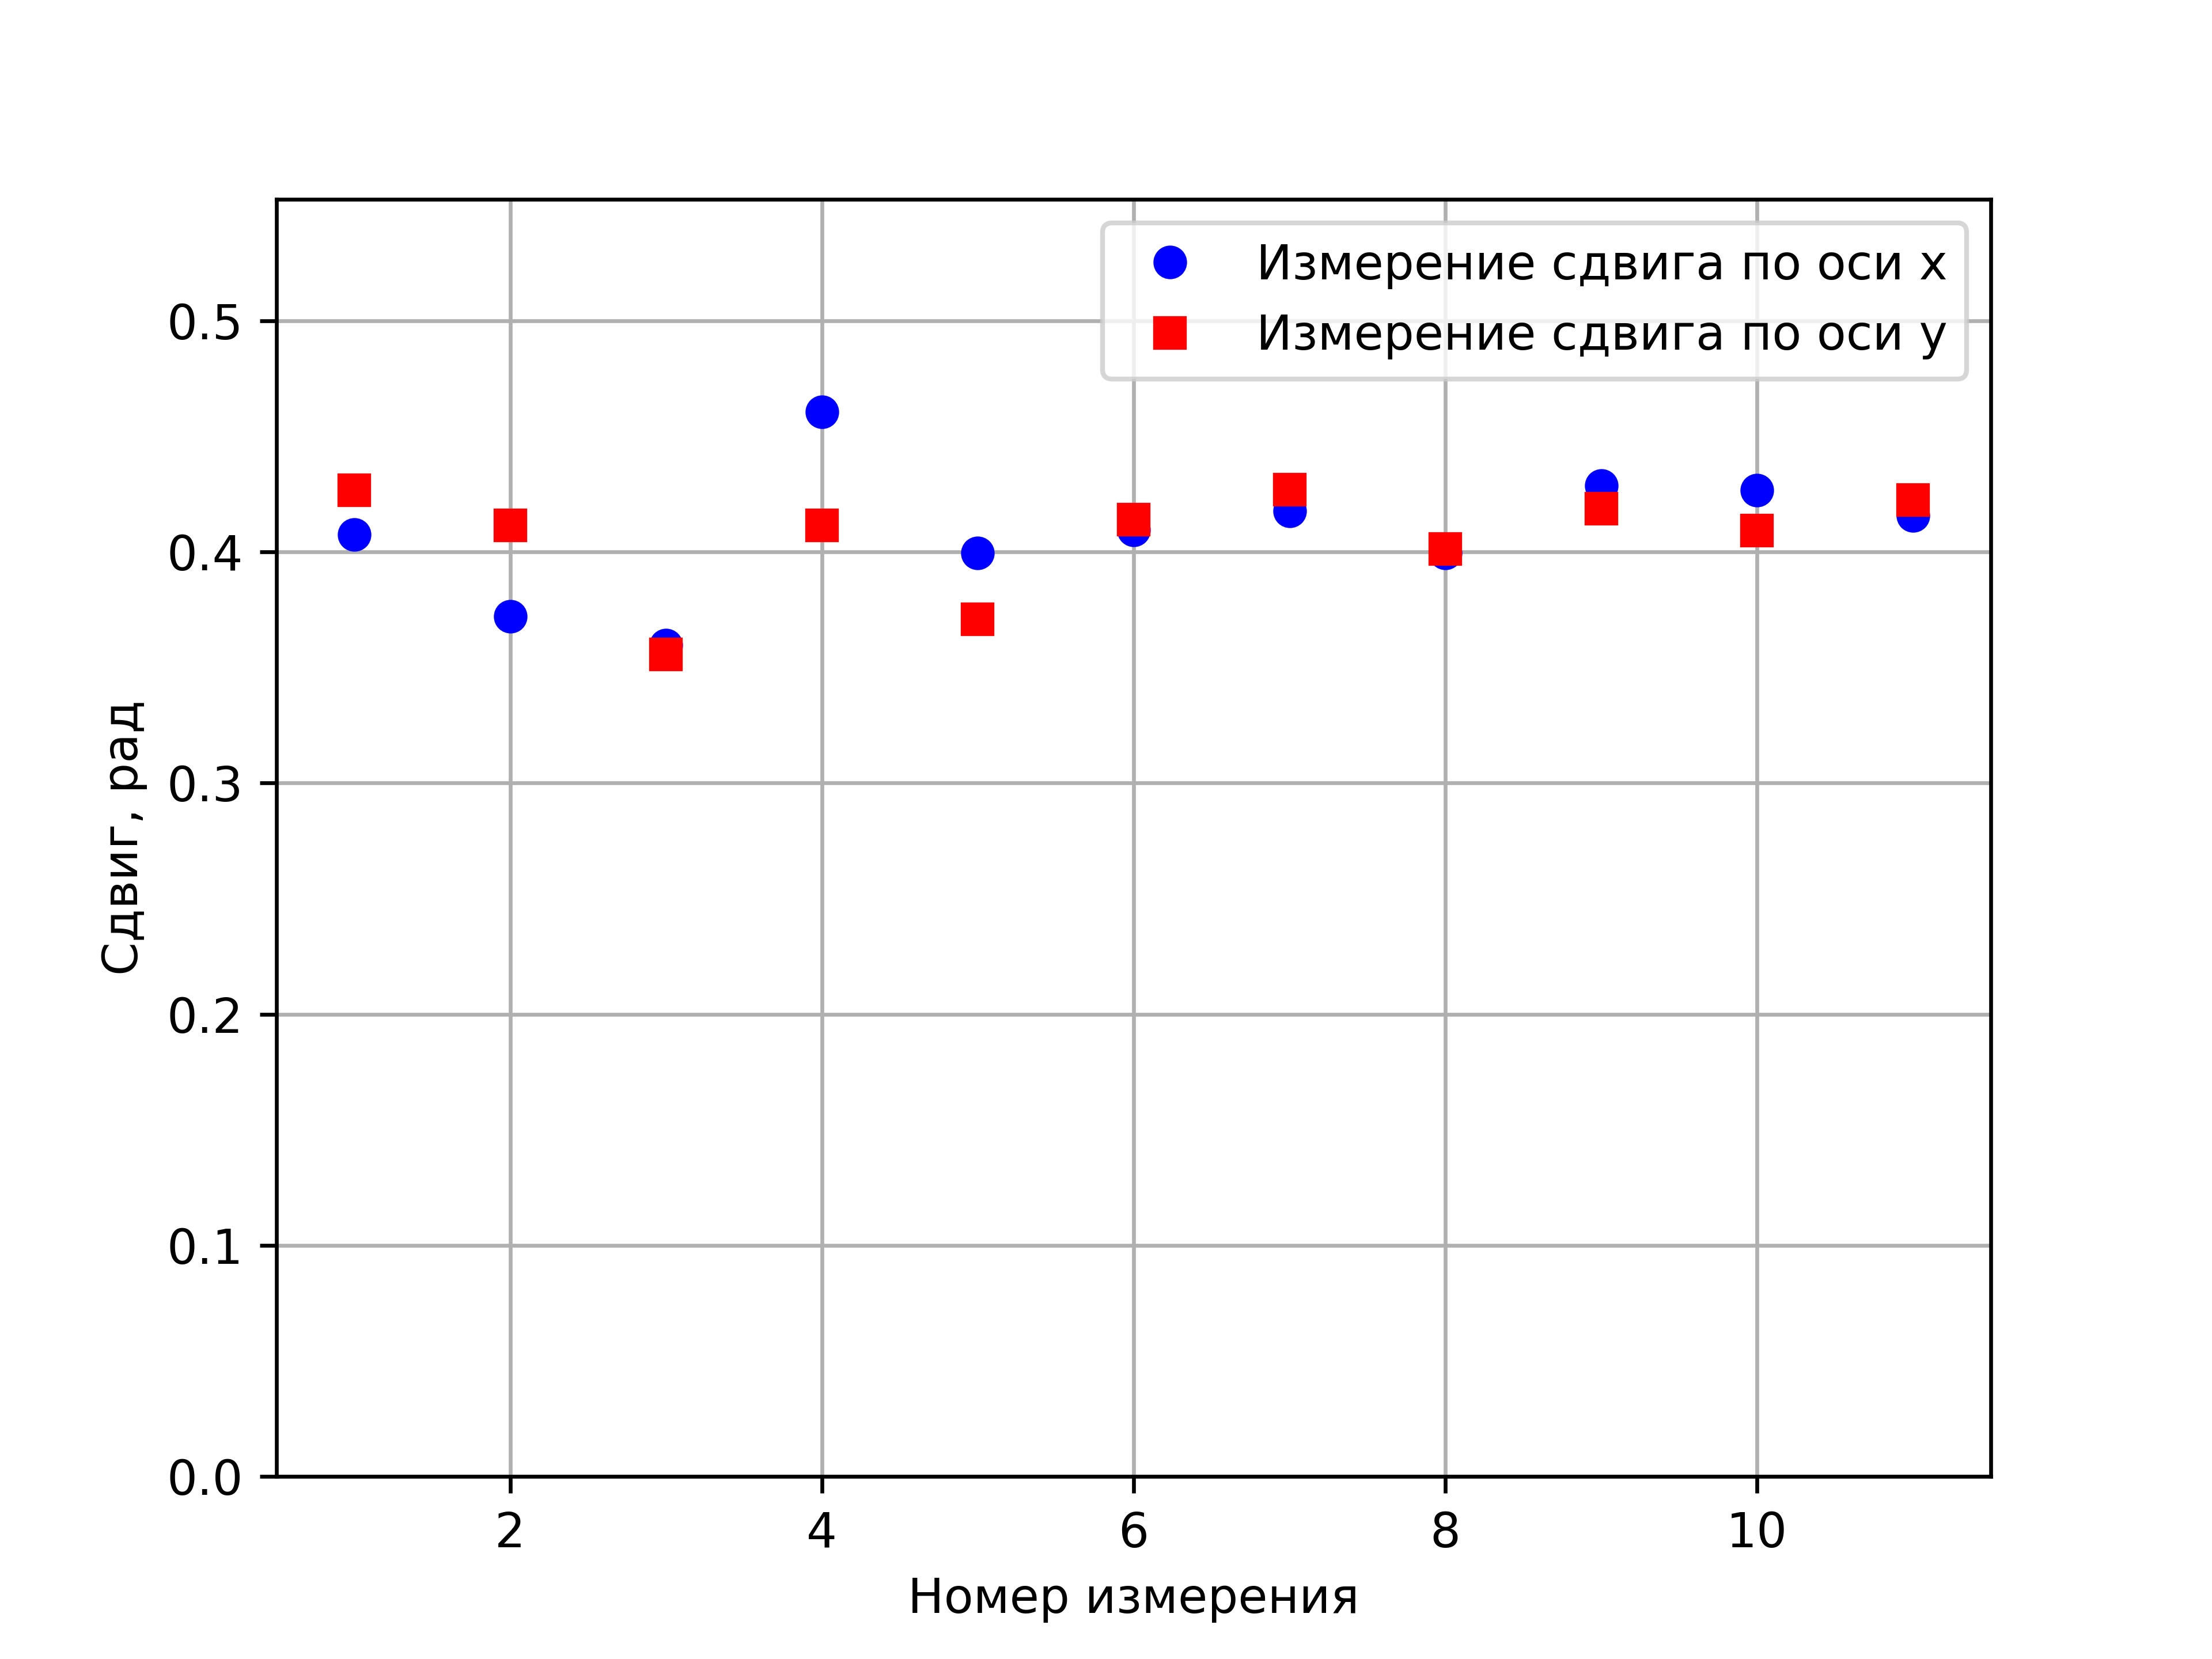 Измерение сдвига по оси x
Измерение сдвига по оси y
0.5
0.4
0.3
0.2
0.1
0.0
Сдвиг, рад
2 4 6 8 10
Номер измерения